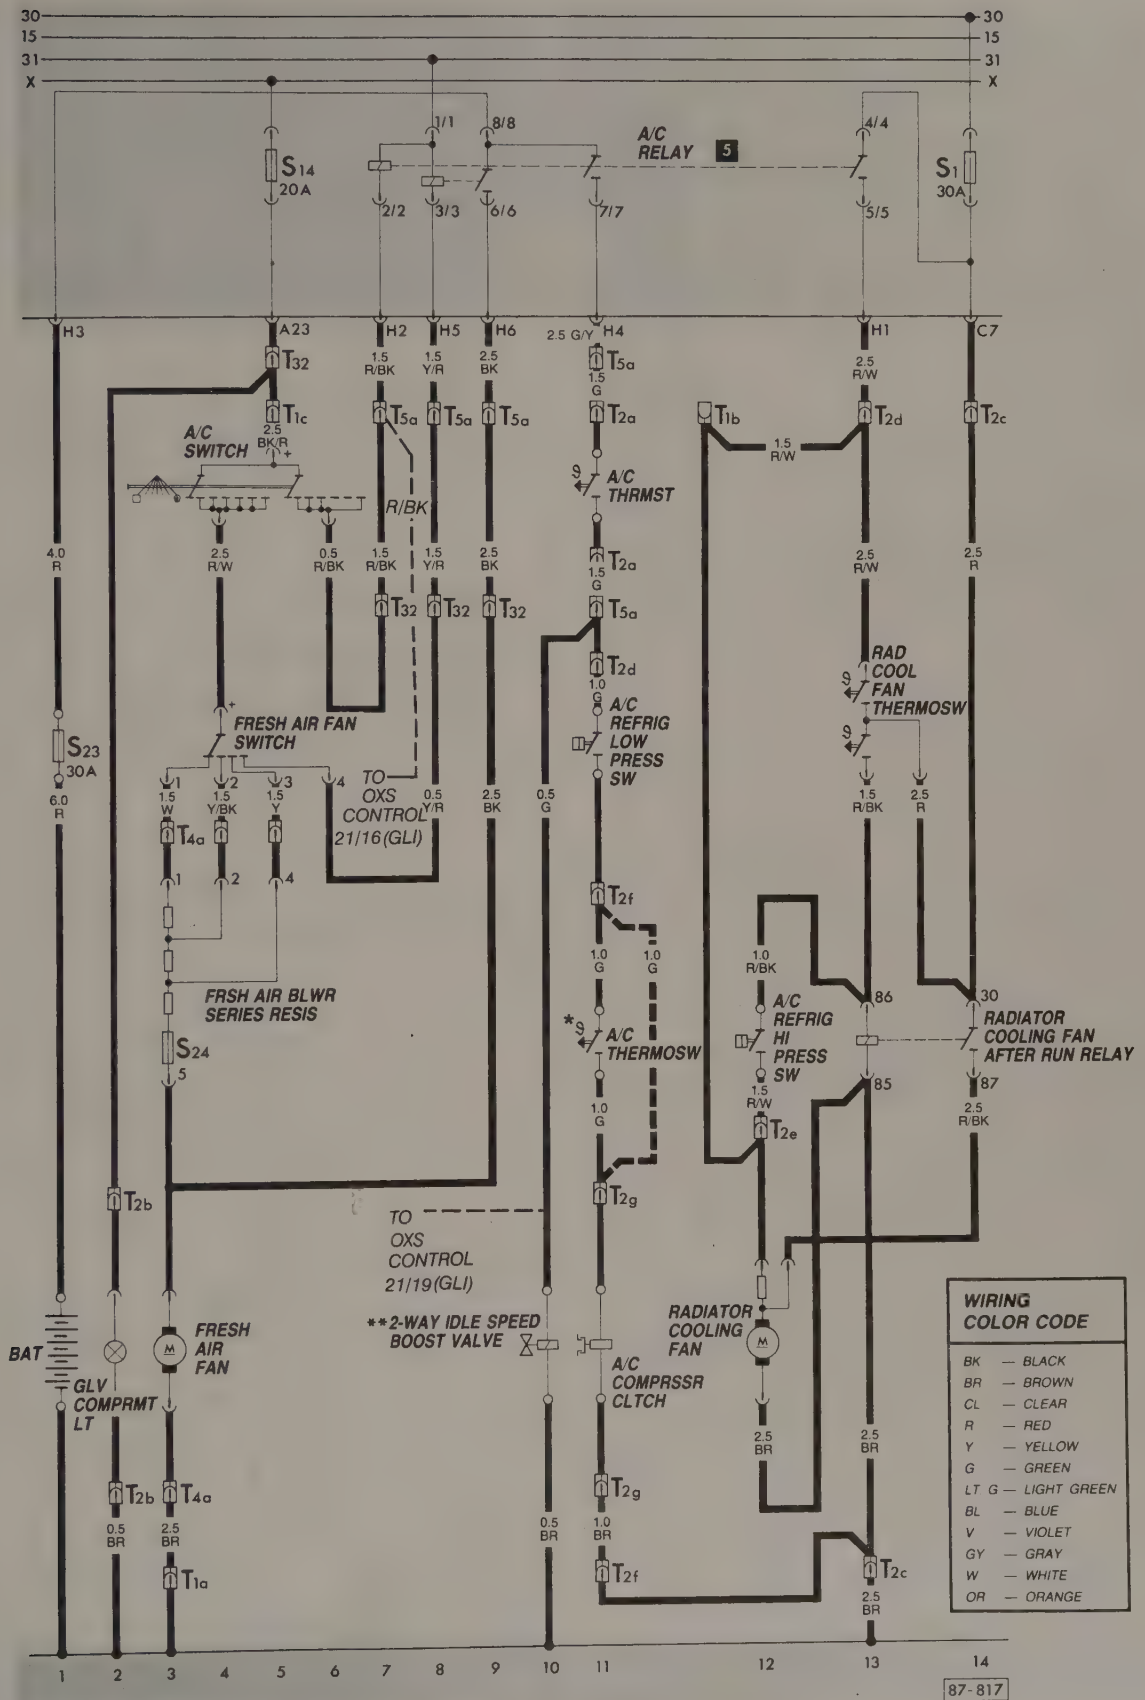 30 30
15 15
31 31
X X
1/1 8/8 4/4
A/C
RELAY 5
S14
20A
S1
30A
2/2 3/3 6/6 7/7 5/5
H3 A23 H2 H5 H6 2.5 G/Y H4 H1 C7
T32
1.5
R/BK
1.5
Y/R
2.5
BK
T5a
1.5
G
2.5
R/W
T1c T5a T5a T5a T2a T1b T2d T2c
2.5
BK/R
+
A/C
SWITCH
1.5
R/W
A/C
THRMST
R/BK
4.0
R
2.5
R/W
0.5
R/BK
1.5
R/BK
1.5
Y/R
2.5
BK
T2a
1.5
G
2.5
R/W
2.5
R
T32 T32 T32 T5a
T2d
1.0
G
RAD
COOL
FAN
THERMOSW
+
FRESH AIR FAN
SWITCH
A/C
REFRIG
LOW
PRESS
SW
S23
30A
6.0
R
1 2 3 4
1.5
W
1.5
Y/BK
1.5
Y
TO
OXS
CONTROL
21/16 (GLI)
0.5
Y/R
2.5
BK
0.5
G
1.5
R/BK
2.5
R
T4a
1 2 4
T2f
1.0
G
1.0
G
1.0
R/BK
FRSH AIR BLWR
SERIES RESIS
86 30
S24
5
* A/C
THERMOSW
A/C
REFRIG
HI
PRESS
SW
RADIATOR
COOLING FAN
AFTER RUN RELAY
85 87
1.0
G
1.5
R/W
2.5
R/BK
T2e
T2b T2g
TO
OXS
CONTROL
21/19 (GLI)
**2-WAY IDLE SPEED
BOOST VALVE
RADIATOR
COOLING
FAN
M
BAT
GLV
COMPRMT
LT
M
FRESH
AIR
FAN
A/C
COMPRSSR
CLTCH
2.5
BR
2.5
BR
T2b T4a T2g
0.5
BR
2.5
BR
0.5
BR
1.0
BR
T1a T2f T2c
2.5
BR
WIRING
COLOR CODE
BK — BLACK
BR — BROWN
CL — CLEAR
R — RED
Y — YELLOW
G — GREEN
LT G — LIGHT GREEN
BL — BLUE
V — VIOLET
GY — GRAY
W — WHITE
OR — ORANGE
1 2 3 4 5 6 7 8 9 10 11 12 13 14
87-817